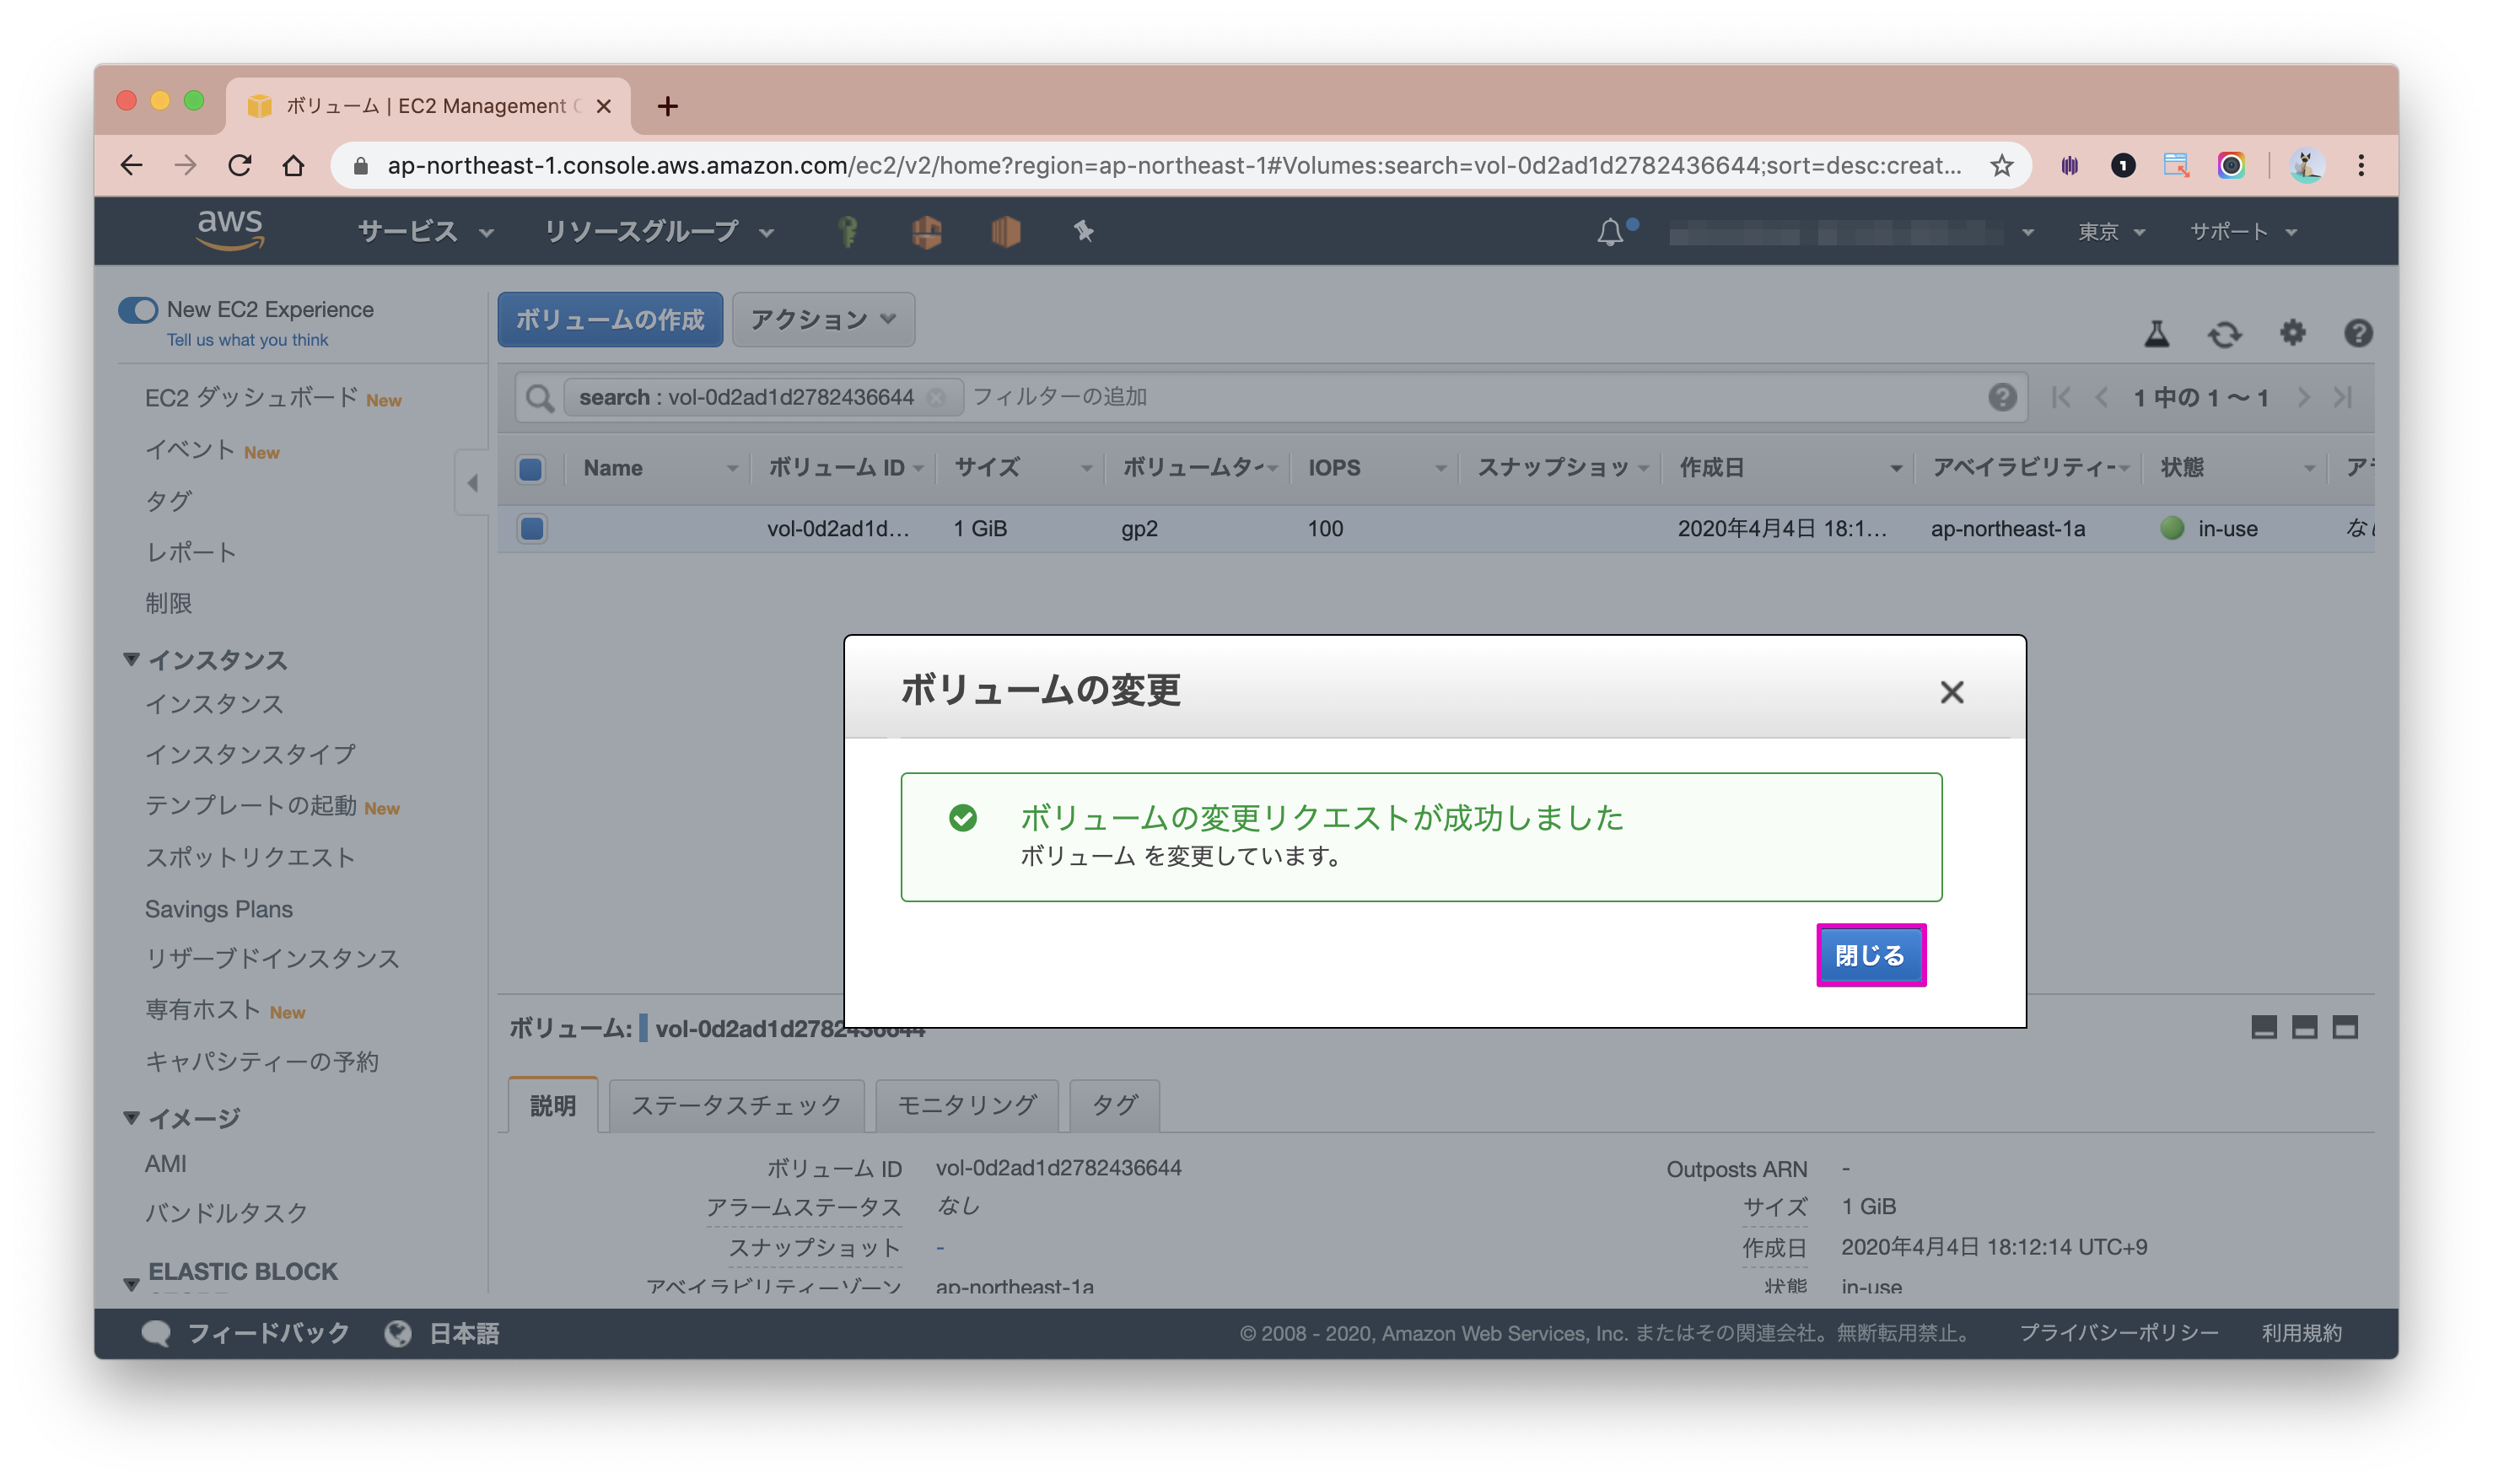 ボリューム | EC2 Management C
ap-northeast-1.console.aws.amazon.com/ec2/v2/home?region=ap-northeast-1#Volumes:search=vol-0d2ad1d2782436644;sort=desc:creat...
aws
サービス
リソースグループ
東京
サポート
New EC2 Experience
Tell us what you think
EC2 ダッシュボード New
イベント New
タグ
レポート
制限
インスタンス
インスタンス
インスタンスタイプ
テンプレートの起動 New
スポットリクエスト
Savings Plans
リザーブドインスタンス
専有ホスト New
キャパシティーの予約
イメージ
AMI
バンドルタスク
ELASTIC BLOCK
ボリュームの作成
アクション
search : vol-0d2ad1d2782436644
フィルターの追加
1 中の 1 ～ 1
Name ボリューム ID サイズ ボリュームタ IOPS スナップショッ 作成日 アベイラビリティー 状態 ア
vol-0d2ad1d... 1 GiB gp2 100 2020年4月4日 18:1... ap-northeast-1a in-use な
ボリュームの変更
ボリュームの変更リクエストが成功しました
ボリューム を変更しています。
閉じる
ボリューム: vol-0d2ad1d2782436644
説明
ステータスチェック
モニタリング
タグ
ボリューム ID vol-0d2ad1d2782436644
アラームステータス なし
スナップショット -
アベイラビリティーゾーン ap-northeast-1a
Outposts ARN -
サイズ 1 GiB
作成日 2020年4月4日 18:12:14 UTC+9
状態 in-use
フィードバック
日本語
© 2008 - 2020, Amazon Web Services, Inc. またはその関連会社。無断転用禁止。
プライバシーポリシー
利用規約